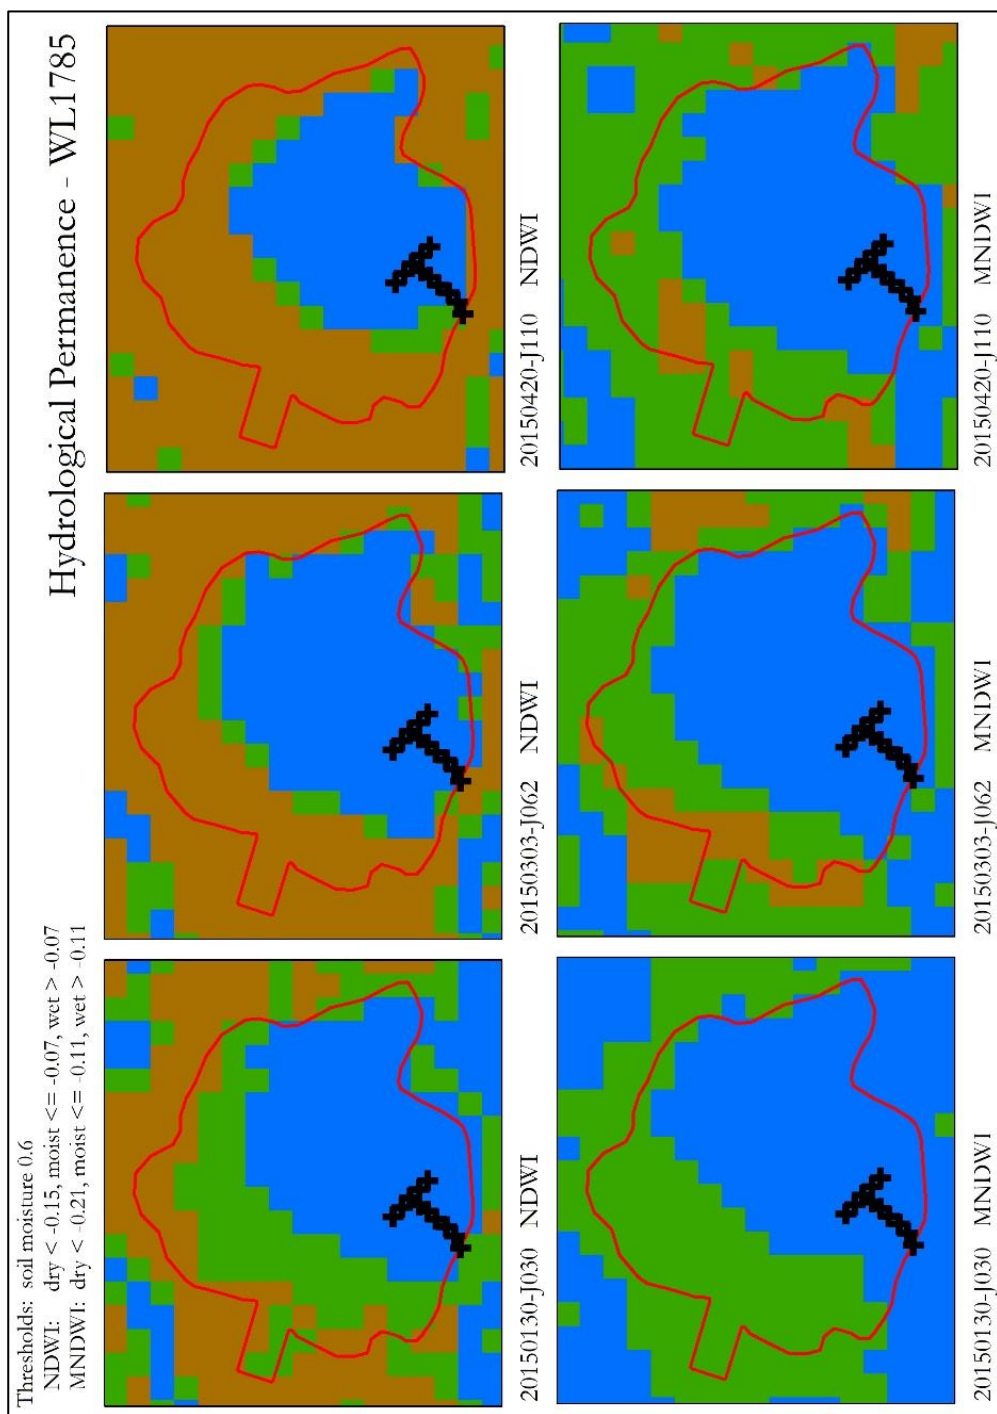 Hydrological Permanence - WL1785
Thresholds: soil moisture 0.6
NDWI: dry < -0.15, moist <= -0.07, wet > -0.07
MNDWI: dry < -0.21, moist <= -0.11, wet > -0.11
20150130-J030 NDWI
20150303-J062 NDWI
20150420-J110 NDWI
20150130-J030 MNDWI
20150303-J062 MNDWI
20150420-J110 MNDWI